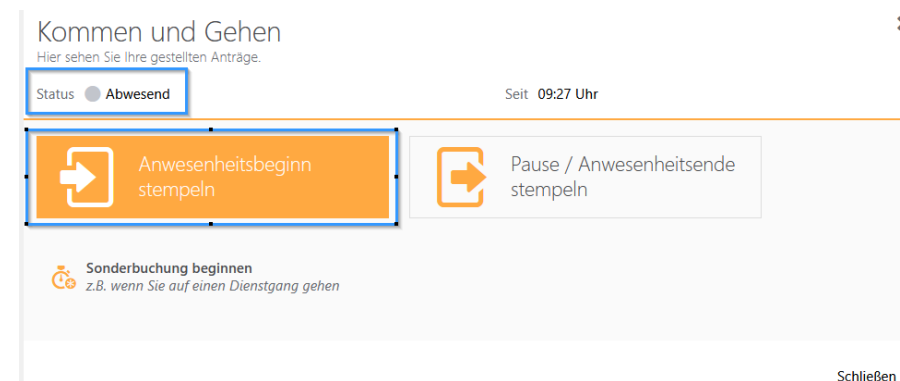 Kommen und Gehen
Hier sehen Sie Ihre gestellten Anträge.
Status Abwesend Seit 09:27 Uhr
Anwesenheitsbeginn
stempeln
Pause / Anwesenheitsende
stempeln
Sonderbuchung beginnen
z.B. wenn Sie auf einen Dienstgang gehen
Schließen